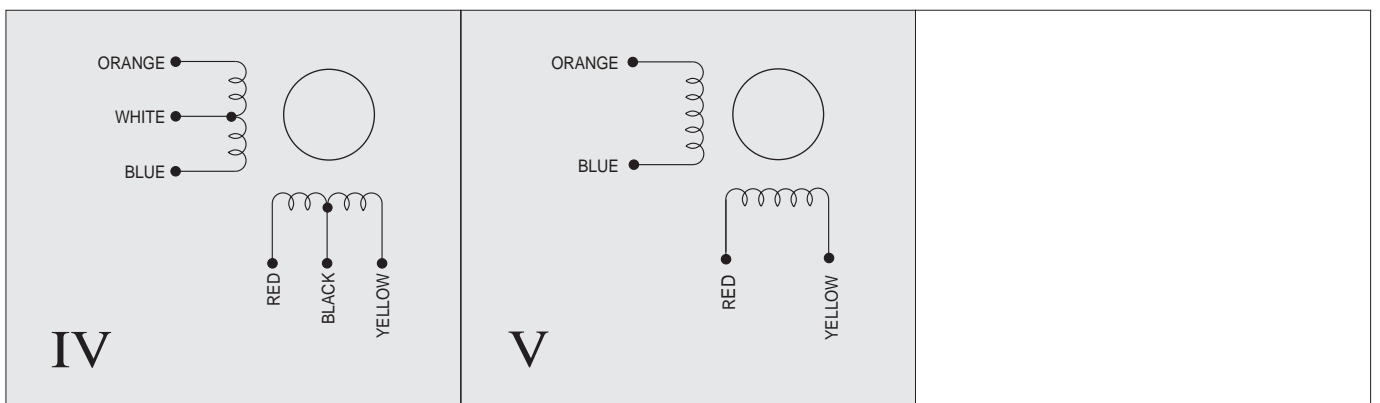 ORANGE
WHITE
BLUE
RED
BLACK
YELLOW
IV
ORANGE
BLUE
RED
YELLOW
V